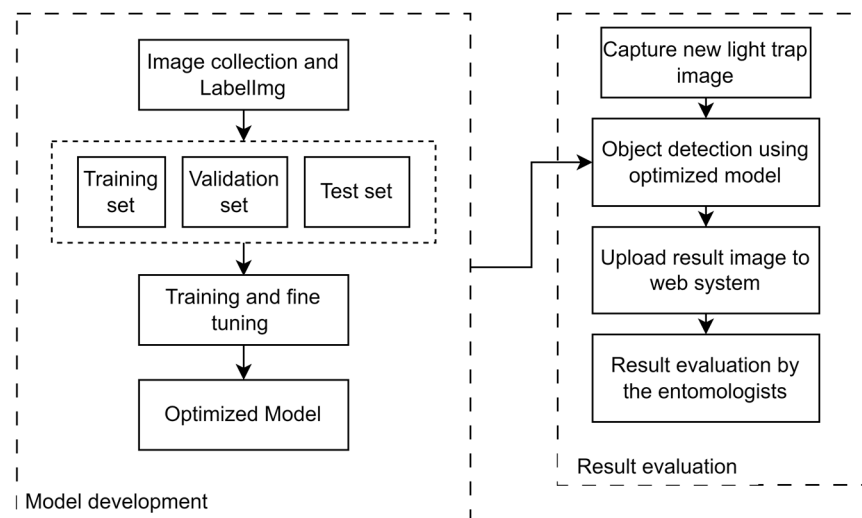 Image collection and
LabelImg
Training
set
Validation
set
Test set
Training and fine
tuning
Optimized Model
Model development
Capture new light trap
image
Object detection using
optimized model
Upload result image to
web system
Result evaluation by
the entomologists
Result evaluation